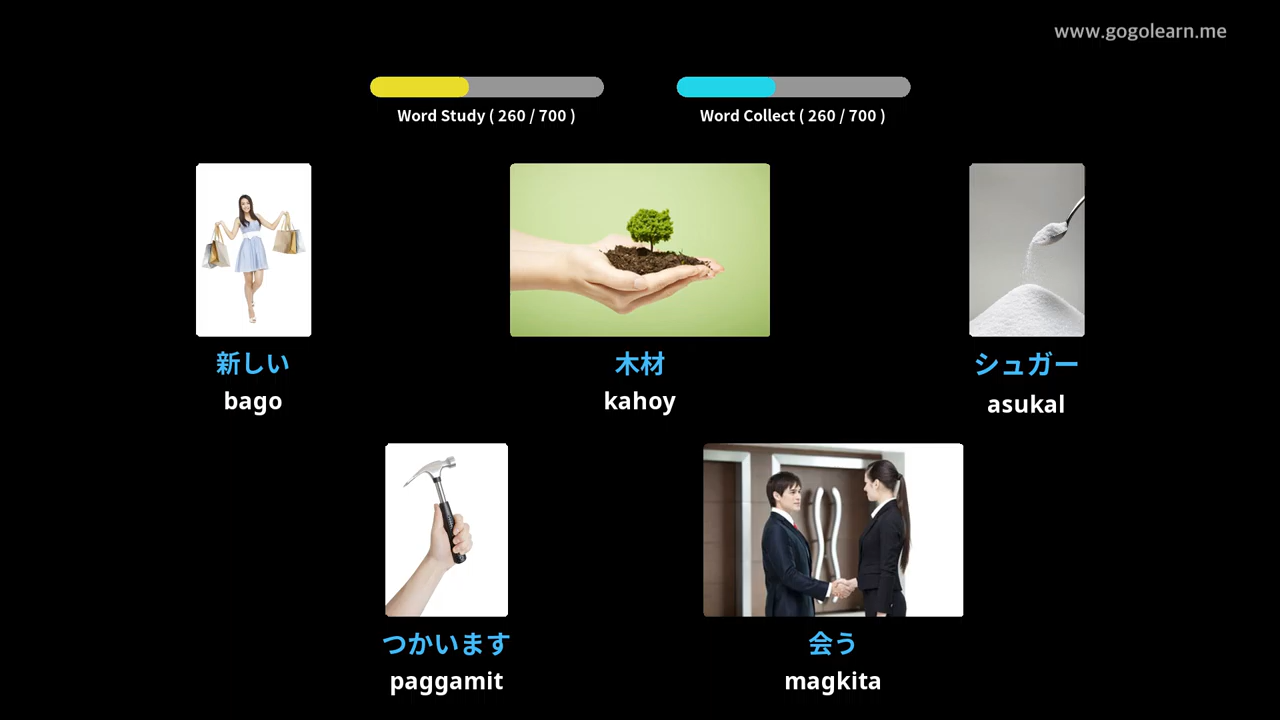 www.gogolearn.me
Word Study ( 260 / 700 )
Word Collect ( 260 / 700 )
新しい
bago
木材
kahoy
シュガー
asukal
つかいます
paggamit
会う
magkita